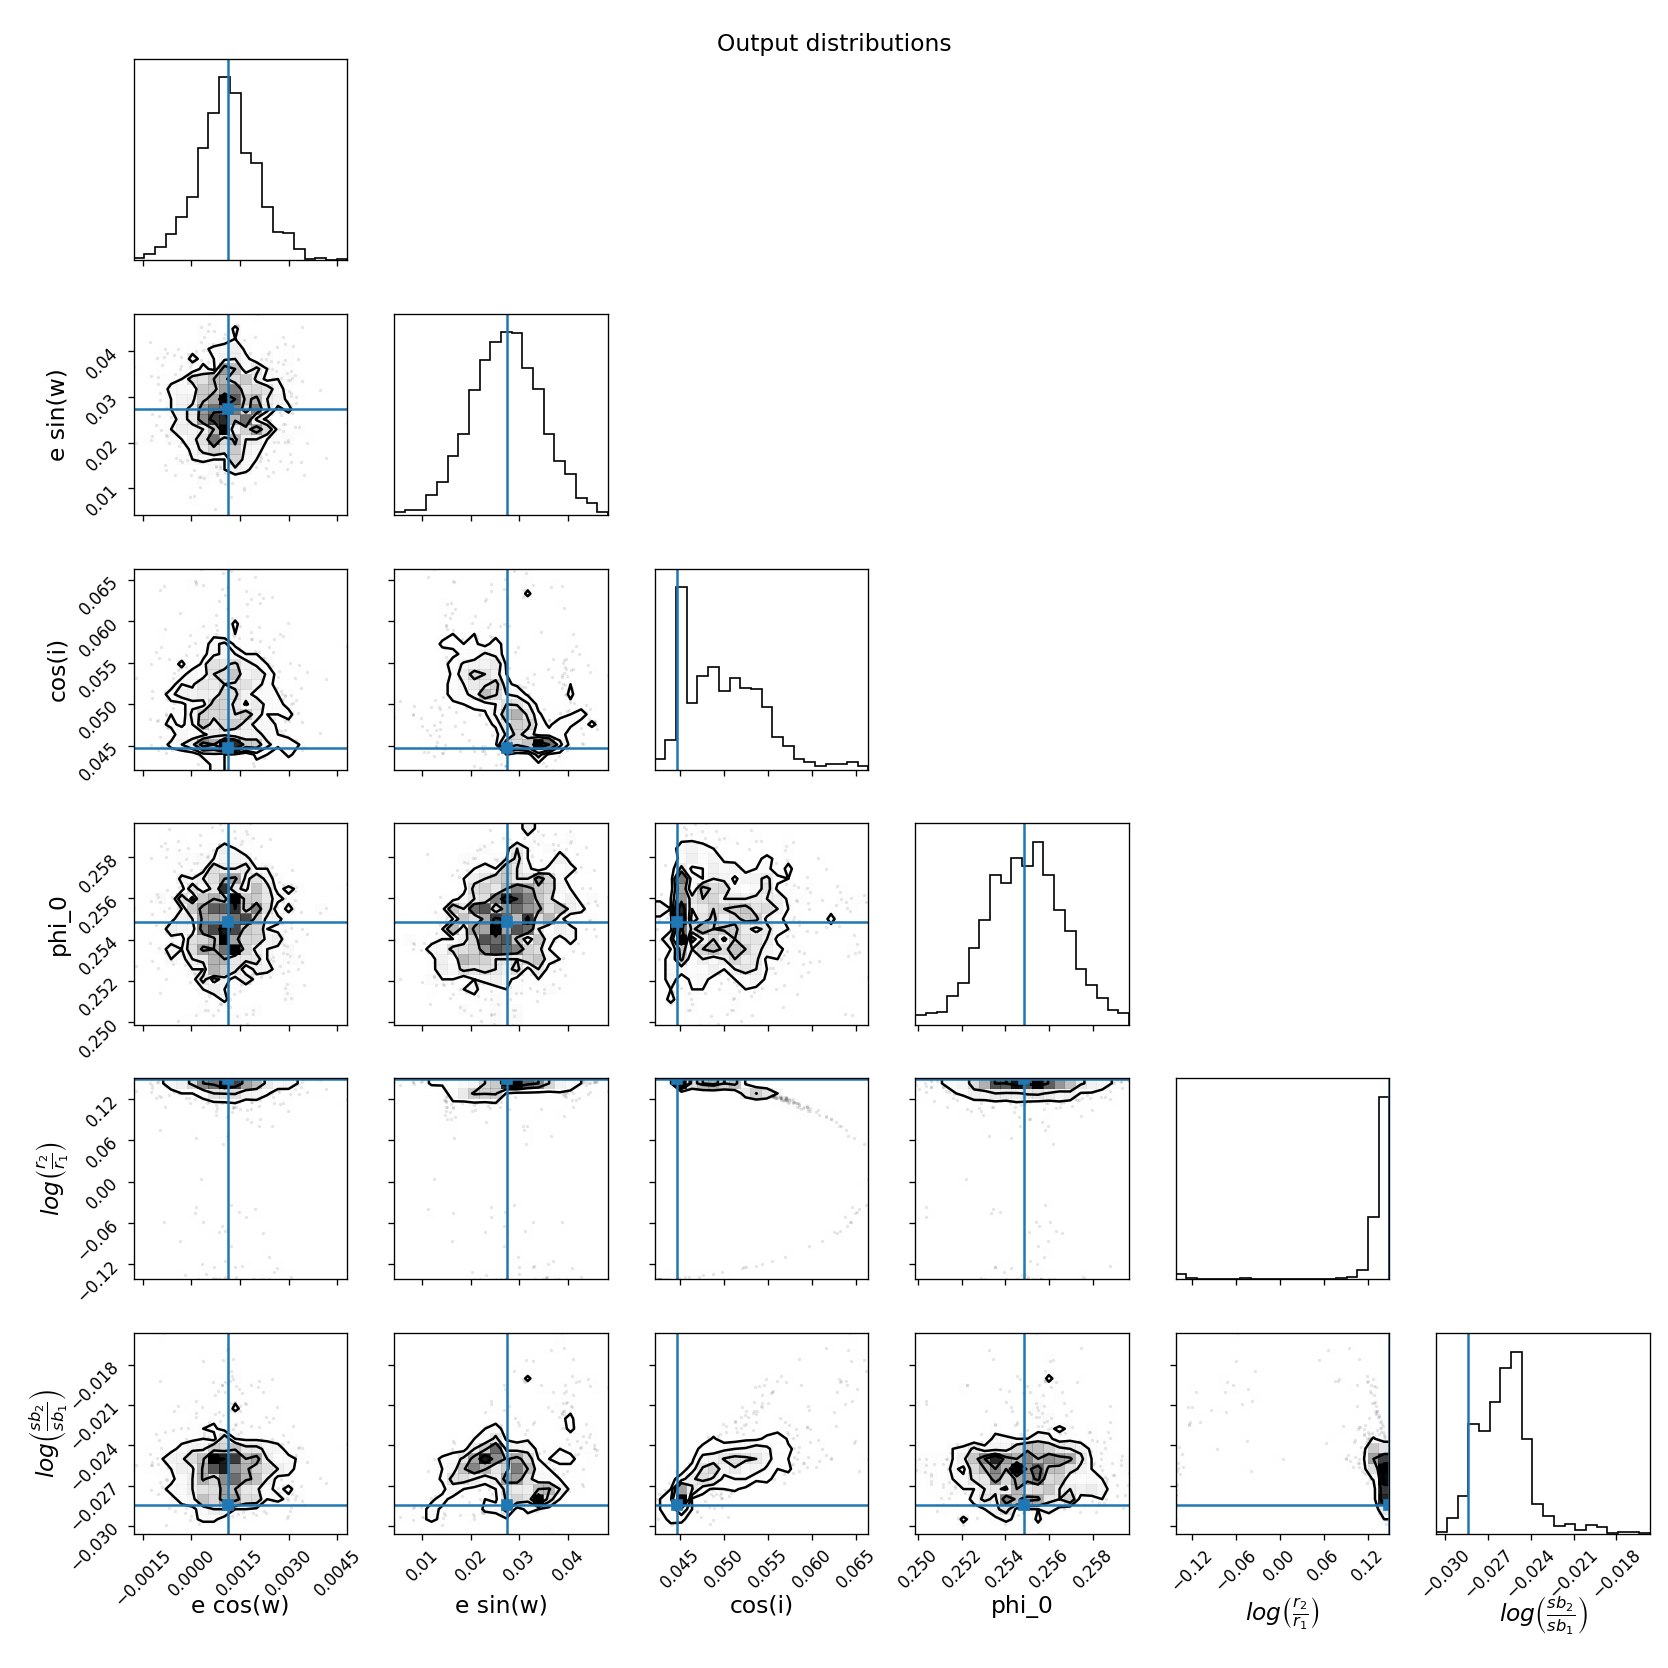 Output distributions
0.04
0.03
0.02
0.01
e sin(w)
0.065
0.060
0.055
0.050
0.045
cos(i)
0.258
0.256
0.254
0.252
0.250
phi_0
0.12
0.06
0.00
−0.06
−0.12
log(r2/r1)
−0.018
−0.021
−0.024
−0.027
−0.030
log(sb2/sb1)
−0.0015 0.0000 0.0015 0.0030 0.0045
0.01 0.02 0.03 0.04
0.045 0.050 0.055 0.060 0.065
0.250 0.252 0.254 0.256 0.258
−0.12 −0.06 0.00 0.06 0.12
−0.030 −0.027 −0.024 −0.021 −0.018
e cos(w)
e sin(w)
cos(i)
phi_0
log(r2/r1)
log(sb2/sb1)